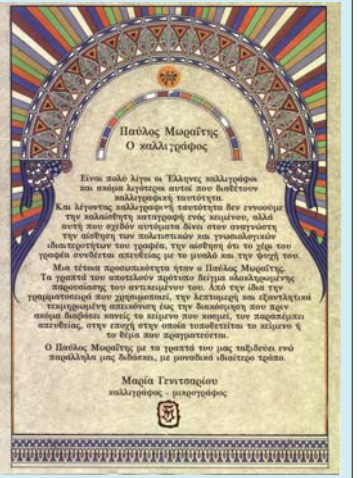 Παύλος Μωραΐτης
Ο καλλιγράφος
Είναι πολύ λίγοι οι Έλληνες καλλιγράφοι
και ακόμα λιγότεροι αυτοί που διαθέτουν
καλλιγραφική ταυτότητα.
Και λέγοντας καλλιγραφική ταυτότητα δεν εννοούμε
την καλαίσθητη καταγραφή ενός κειμένου, αλλά
αυτή που σχεδόν αυτόματα δίνει στον αναγνώστη
την αίσθηση των πολιτιστικών και γνωσιολογικών
ιδιαιτεροτήτων του γραφέα, την αίσθηση ότι το χέρι του
γραφέα συνδέεται απευθείας με το μυαλό και την ψυχή του.
Μια τέτοια προσωπικότητα ήταν ο Παύλος Μωραΐτης.
Τα γραπτά του αποτελούν πρότυπο δείγμα ολοκληρωμένης
παρουσίασης του αντικειμένου του. Από την ίδια την
γραμματοσειρά που χρησιμοποιεί, την λεπτομερή και εξαντλητικά
τεκμηριωμένη απεικόνιση έως την διακόσμηση που πριν
ακόμα διαβάσει κανείς το κείμενο που κοσμεί, τον παραπέμπει
απευθείας, στην εποχή στην οποία τοποθετείται το κείμενο ή
το θέμα που πραγματεύεται.
Ο Παύλος Μωραΐτης με τα γραπτά του μας ταξιδεύει ενώ
παράλληλα μας διδάσκει, με μοναδικά ιδιαίτερο τρόπο.
Μαρία Γενιτσαρίου
καλλιγράφος - μικρογράφος